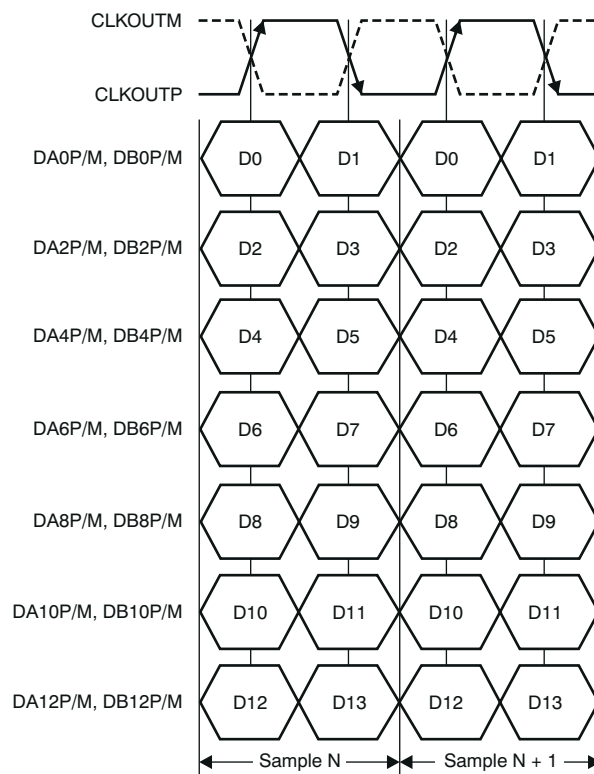 CLKOUTM
CLKOUTP
DA0P/M, DB0P/M D0 D1 D0 D1
DA2P/M, DB2P/M D2 D3 D2 D3
DA4P/M, DB4P/M D4 D5 D4 D5
DA6P/M, DB6P/M D6 D7 D6 D7
DA8P/M, DB8P/M D8 D9 D8 D9
DA10P/M, DB10P/M D10 D11 D10 D11
DA12P/M, DB12P/M D12 D13 D12 D13
Sample N Sample N + 1